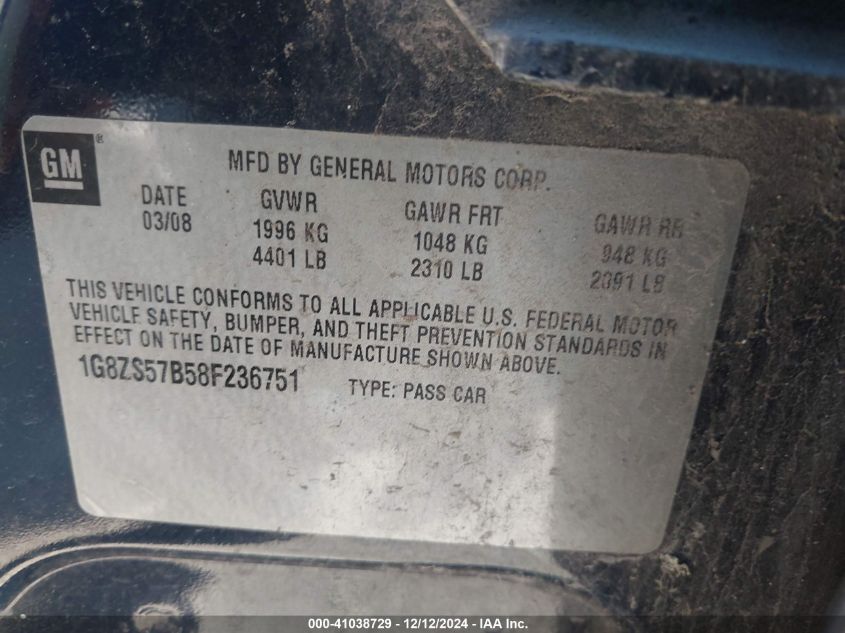 GM ®
MFD BY GENERAL MOTORS CORP.
DATE GVWR GAWR FRT GAWR RR
03/08 1996 KG 1048 KG 948 KG
4401 LB 2310 LB 2091 LB
THIS VEHICLE CONFORMS TO ALL APPLICABLE U.S. FEDERAL MOTOR
VEHICLE SAFETY, BUMPER, AND THEFT PREVENTION STANDARDS IN
EFFECT ON THE DATE OF MANUFACTURE SHOWN ABOVE.
1G8ZS57B58F236751 TYPE: PASS CAR
000-41038729 - 12/12/2024 - IAA Inc.